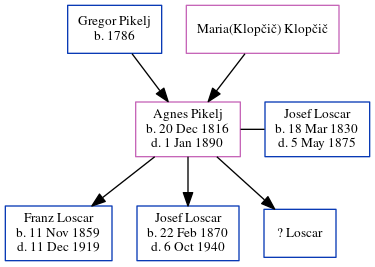 Gregor Pikelj
b. 1786
Maria(Klopčič) Klopčič
Agnes Pikelj
b. 20 Dec 1816
d. 1 Jan 1890
Josef Loscar
b. 18 Mar 1830
d. 5 May 1875
Franz Loscar
b. 11 Nov 1859
d. 11 Dec 1919
Josef Loscar
b. 22 Feb 1870
d. 6 Oct 1940
? Loscar